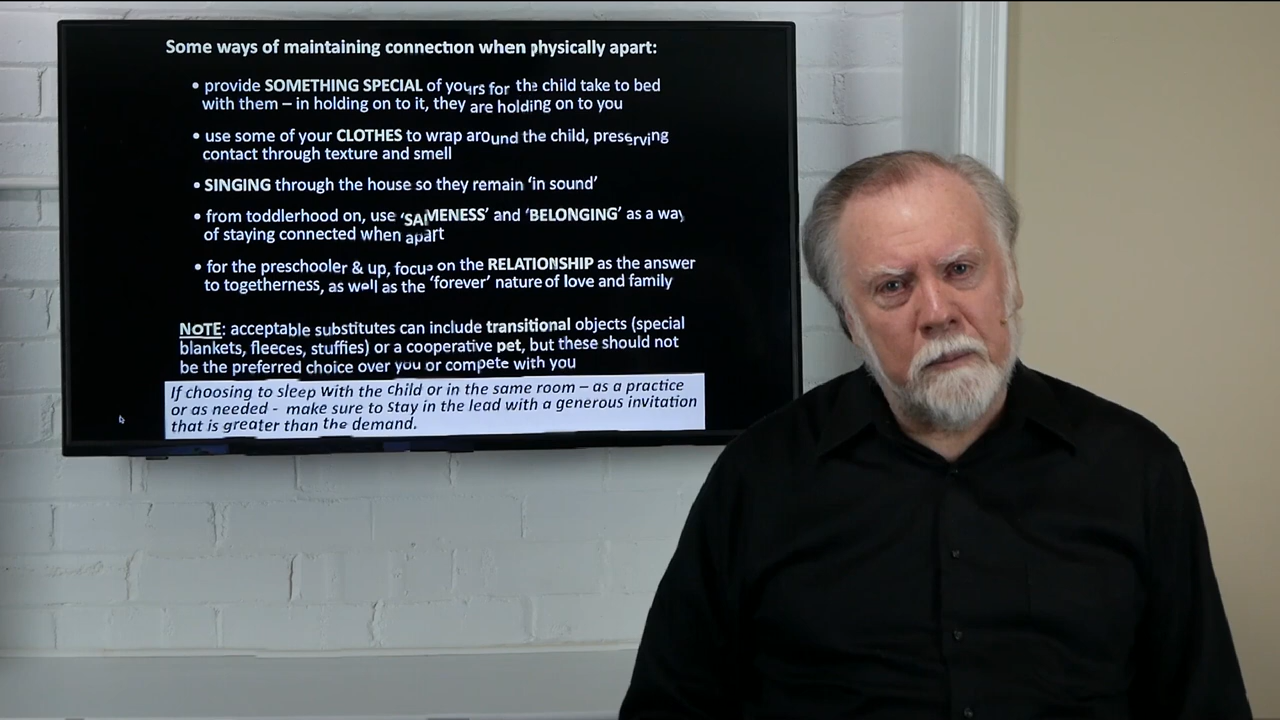 Some ways of maintaining connection when physically apart:
• provide SOMETHING SPECIAL of yours for the child take to bed
with them – in holding on to it, they are holding on to you
• use some of your CLOTHES to wrap around the child, preserving
contact through texture and smell
• SINGING through the house so they remain ‘in sound’
• from toddlerhood on, use ‘SAMENESS’ and ‘BELONGING’ as a way
of staying connected when apart
• for the preschooler & up, focus on the RELATIONSHIP as the answer
to togetherness, as well as the ‘forever’ nature of love and family
NOTE: acceptable substitutes can include transitional objects (special
blankets, fleeces, stuffies) or a cooperative pet, but these should not
be the preferred choice over you or compete with you
If choosing to sleep with the child or in the same room – as a practice
or as needed - make sure to stay in the lead with a generous invitation
that is greater than the demand.